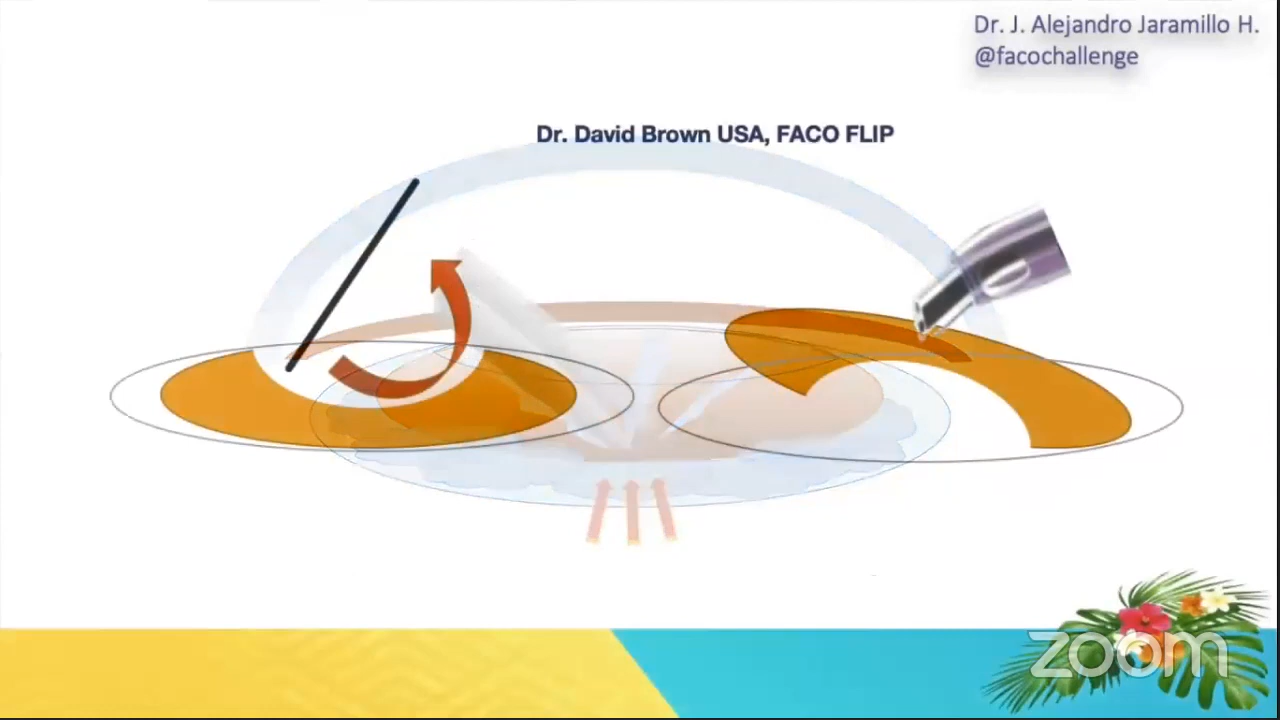 Dr. J. Alejandro Jaramillo H.
@facochallenge
Dr. David Brown USA, FACO FLIP
zoom